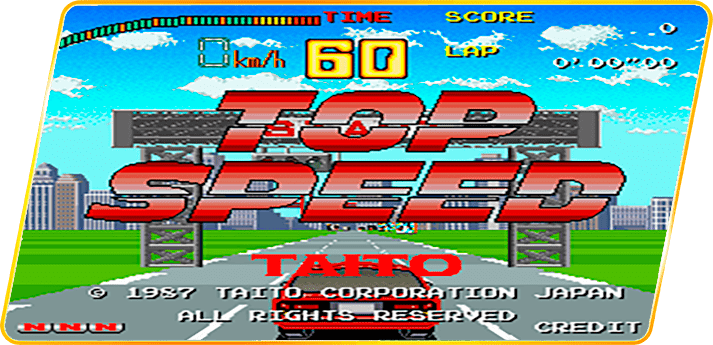 TIME SCORE
0
0km/h 60 LAP
0'00"00
TOP
SPEED
TAITO
© 1987 TAITO CORPORATION JAPAN
ALL RIGHTS RESERVED
NNN CREDIT